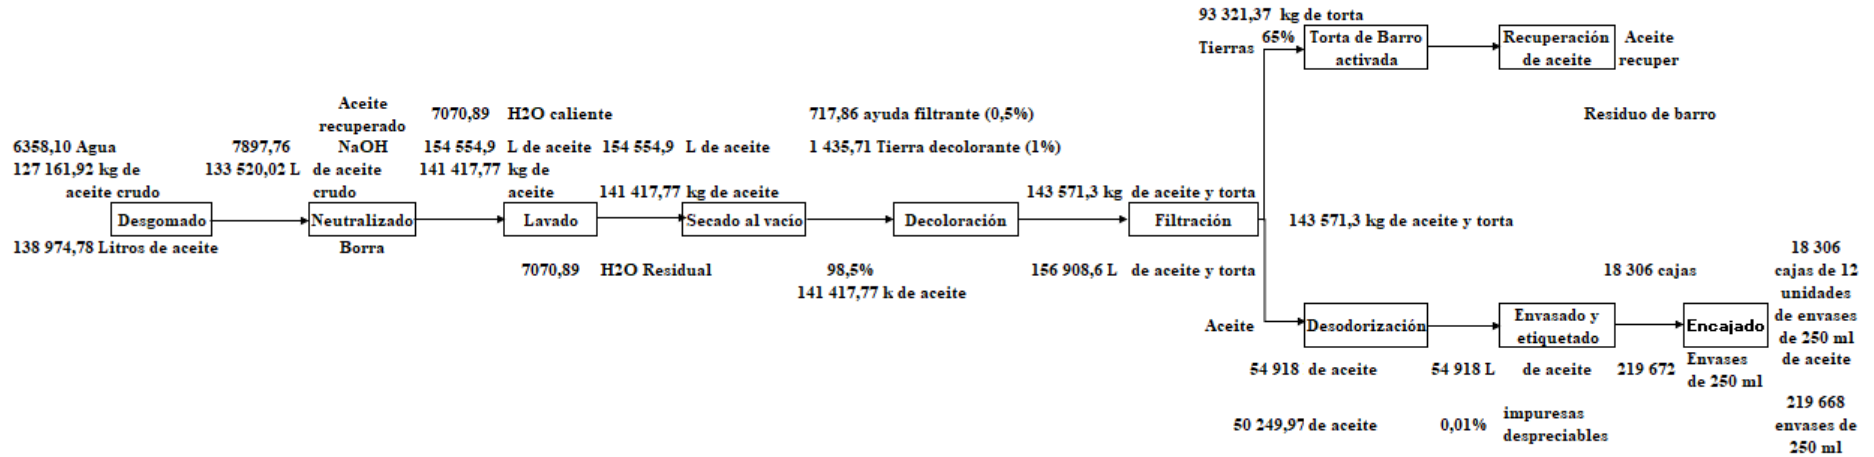 93 321,37 kg de torta
Tierras 65% Torta de Barro activada
Recuperación de aceite
Aceite recuper
Residuo de barro
Aceite recuperado
NaOH
7070,89 H2O caliente
717,86 ayuda filtrante (0,5%)
6358,10 Agua
7897,76
154 554,9 L de aceite
154 554,9 L de aceite
1 435,71 Tierra decolorante (1%)
127 161,92 kg de aceite crudo
133 520,02 L de aceite crudo
141 417,77 kg de aceite
141 417,77 kg de aceite
143 571,3 kg de aceite y torta
Desgomado
Neutralizado
Lavado
Secado al vacío
Decoloración
Filtración
143 571,3 kg de aceite y torta
138 974,78 Litros de aceite
Borra
7070,89 H2O Residual
98,5%
141 417,77 k de aceite
156 908,6 L de aceite y torta
18 306 cajas
18 306
cajas de 12
unidades
de envases
de 250 ml
de aceite
Aceite
Desodorización
Envasado y etiquetado
Encajado
54 918 de aceite
54 918 L de aceite
219 672 Envases de 250 ml
50 249,97 de aceite
0,01% impuresas despreciables
219 668
envases de
250 ml